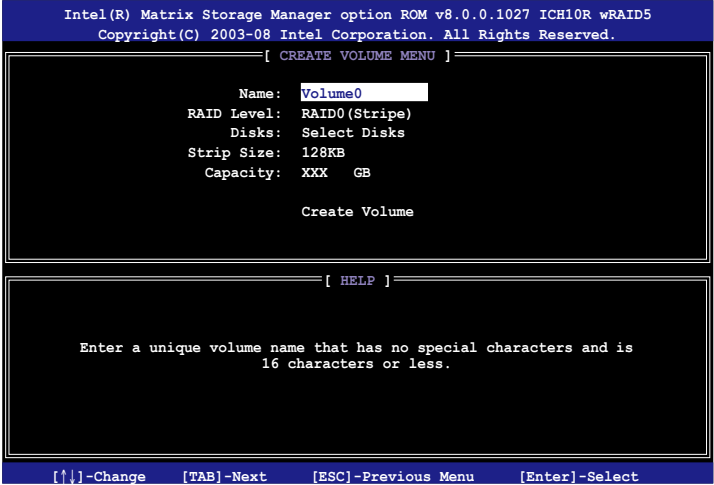 Intel(R) Matrix Storage Manager option ROM v8.0.0.1027 ICH10R wRAID5
Copyright(C) 2003-08 Intel Corporation. All Rights Reserved.
[ CREATE VOLUME MENU ]
Name: Volume0
RAID Level: RAID0(Stripe)
Disks: Select Disks
Strip Size: 128KB
Capacity: XXX GB
Create Volume
[ HELP ]
Enter a unique volume name that has no special characters and is
16 characters or less.
[↑↓]-Change [TAB]-Next [ESC]-Previous Menu [Enter]-Select